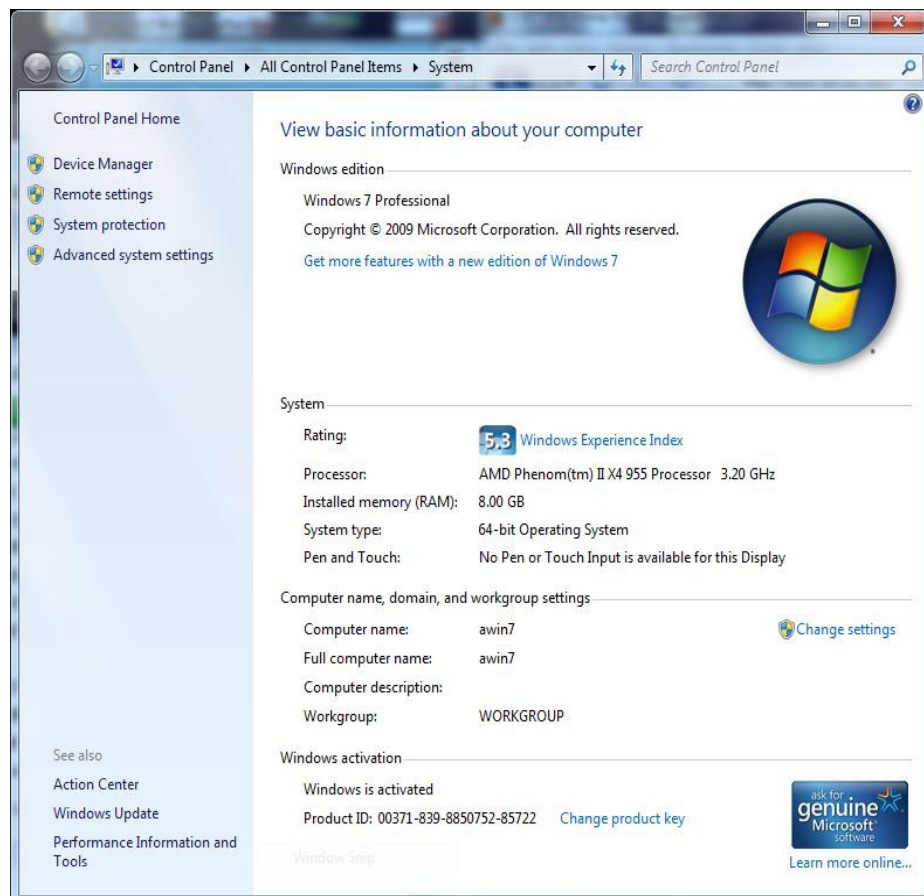 Control Panel ▸ All Control Panel Items ▸ System
Search Control Panel
Control Panel Home
Device Manager
Remote settings
System protection
Advanced system settings
See also
Action Center
Windows Update
Performance Information and
Tools
View basic information about your computer
Windows edition
Windows 7 Professional
Copyright © 2009 Microsoft Corporation. All rights reserved.
Get more features with a new edition of Windows 7
System
Rating: 5,3 Windows Experience Index
Processor: AMD Phenom(tm) II X4 955 Processor 3.20 GHz
Installed memory (RAM): 8.00 GB
System type: 64-bit Operating System
Pen and Touch: No Pen or Touch Input is available for this Display
Computer name, domain, and workgroup settings
Computer name: awin7 Change settings
Full computer name: awin7
Computer description:
Workgroup: WORKGROUP
Windows activation
Windows is activated
Product ID: 00371-839-8850752-85722 Change product key
ask for
genuine
Microsoft
software
Learn more online...
Window Snip